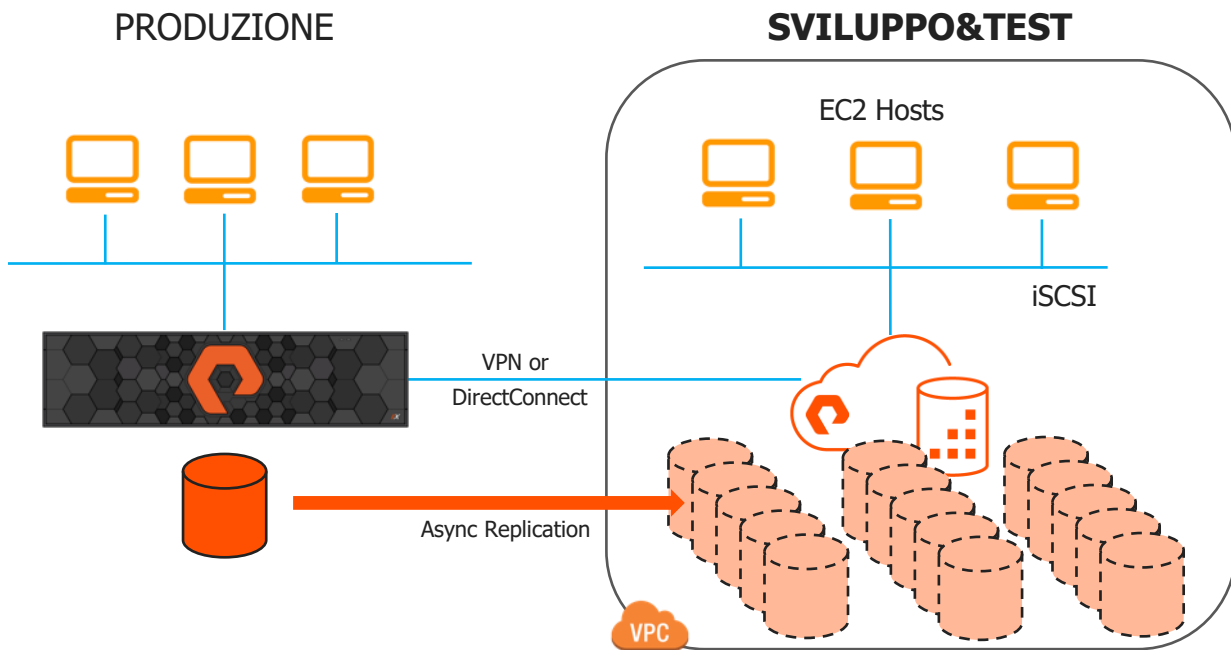 PRODUZIONE
SVILUPPO&TEST
EC2 Hosts
iSCSI
VPN or
DirectConnect
Async Replication
VPC